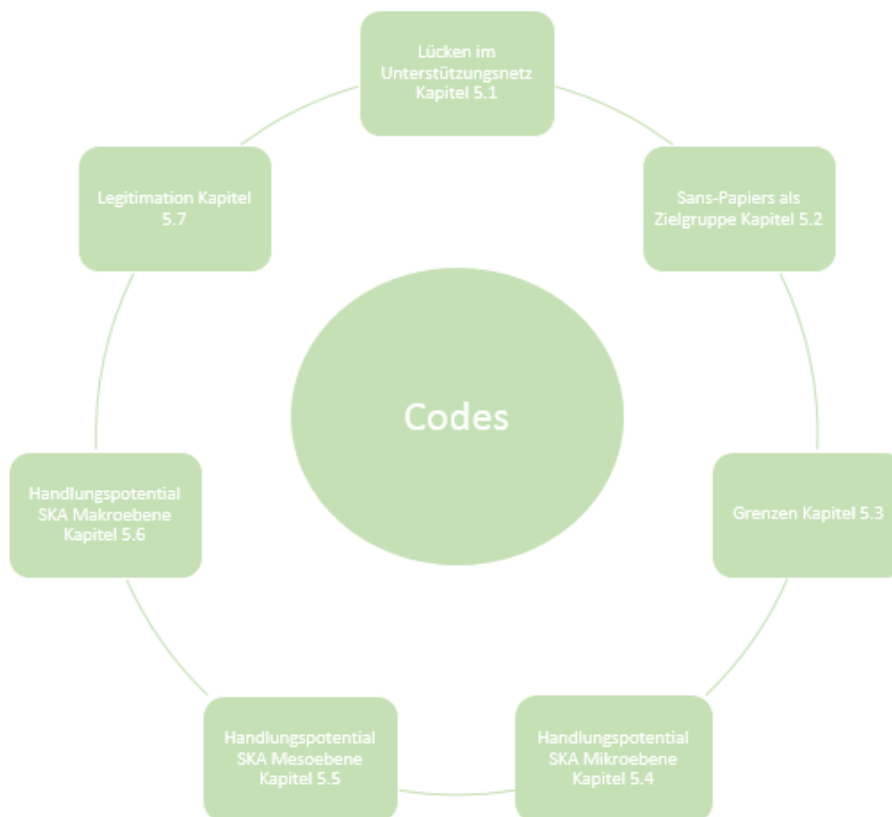 Lücken im
Unterstützungsnetz
Kapitel 5.1
Sans-Papiers als
Zielgruppe Kapitel 5.2
Grenzen Kapitel 5.3
Handlungspotential
SKA Mikroebene
Kapitel 5.4
Handlungspotential
SKA Mesoebene
Kapitel 5.5
Handlungspotential
SKA Makroebene
Kapitel 5.6
Legitimation Kapitel
5.7
Codes